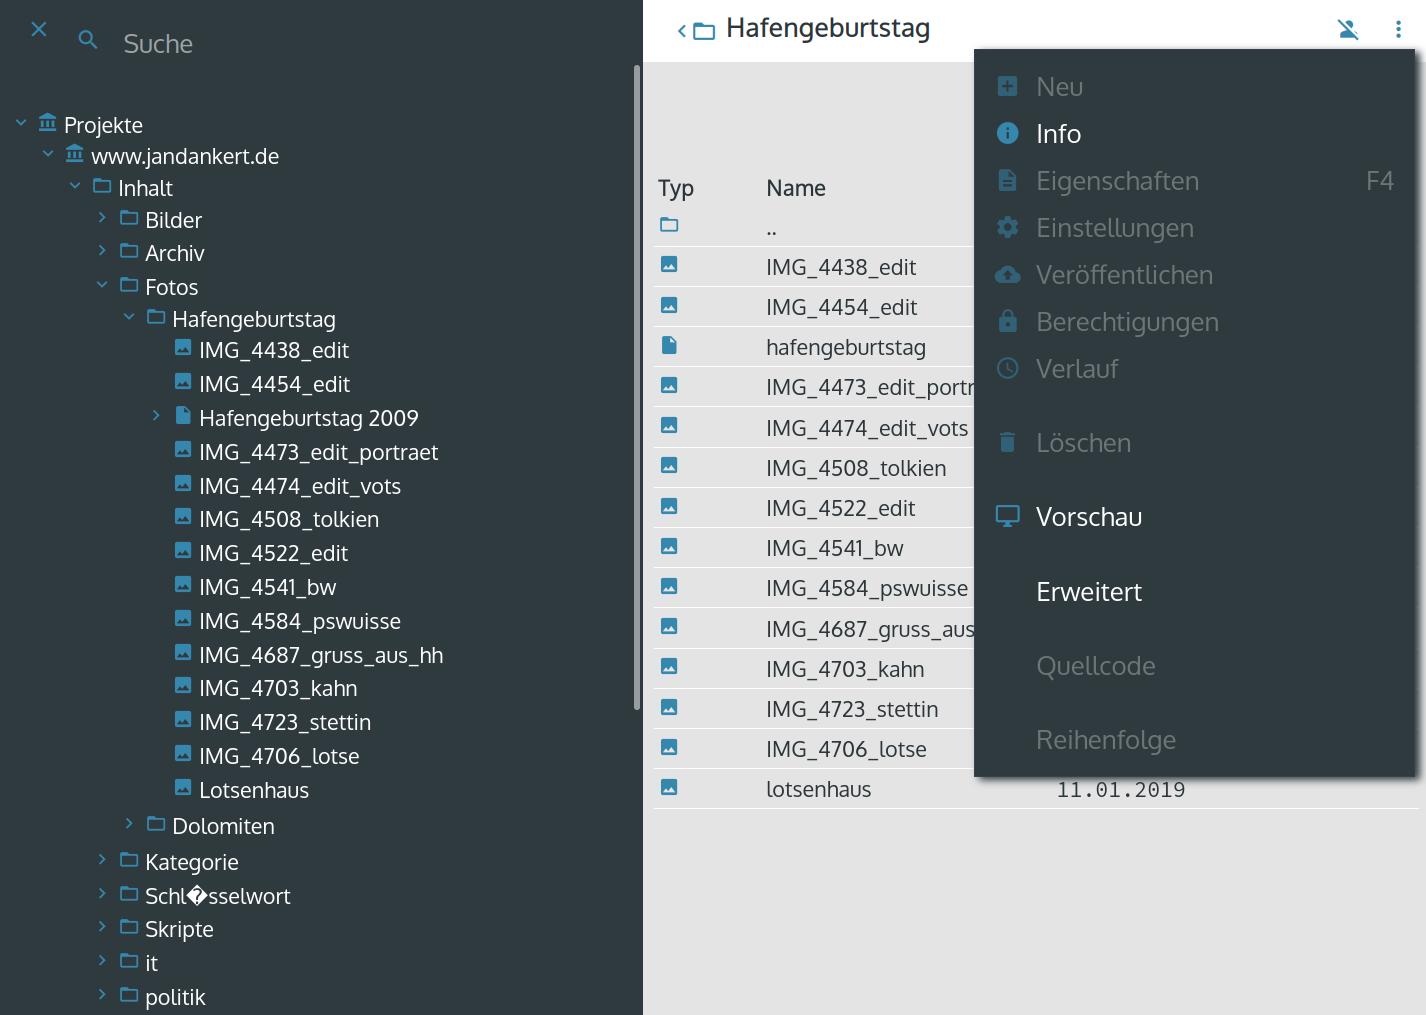 Suche
Projekte
www.jandankert.de
Inhalt
Bilder
Archiv
Fotos
Hafengeburtstag
IMG_4438_edit
IMG_4454_edit
Hafengeburtstag 2009
IMG_4473_edit_portraet
IMG_4474_edit_vots
IMG_4508_tolkien
IMG_4522_edit
IMG_4541_bw
IMG_4584_pswuisse
IMG_4687_gruss_aus_hh
IMG_4703_kahn
IMG_4723_stettin
IMG_4706_lotse
Lotsenhaus
Dolomiten
Kategorie
Schl�sselwort
Skripte
it
politik
Hafengeburtstag
Typ Name
..
IMG_4438_edit
IMG_4454_edit
hafengeburtstag
IMG_4473_edit_portr
IMG_4474_edit_vots
IMG_4508_tolkien
IMG_4522_edit
IMG_4541_bw
IMG_4584_pswuisse
IMG_4687_gruss_aus
IMG_4703_kahn
IMG_4723_stettin
IMG_4706_lotse
lotsenhaus 11.01.2019
Neu
Info
Eigenschaften F4
Einstellungen
Veröffentlichen
Berechtigungen
Verlauf
Löschen
Vorschau
Erweitert
Quellcode
Reihenfolge